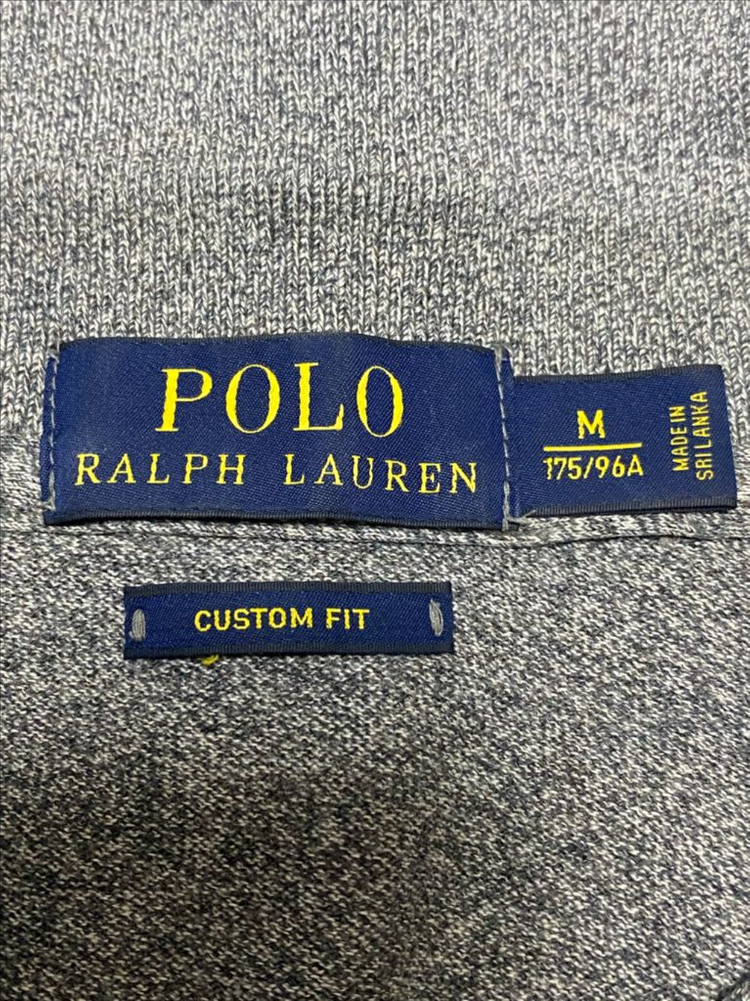 POLO
RALPH LAUREN
M
175/96A
MADE IN
SRI LANKA
CUSTOM FIT